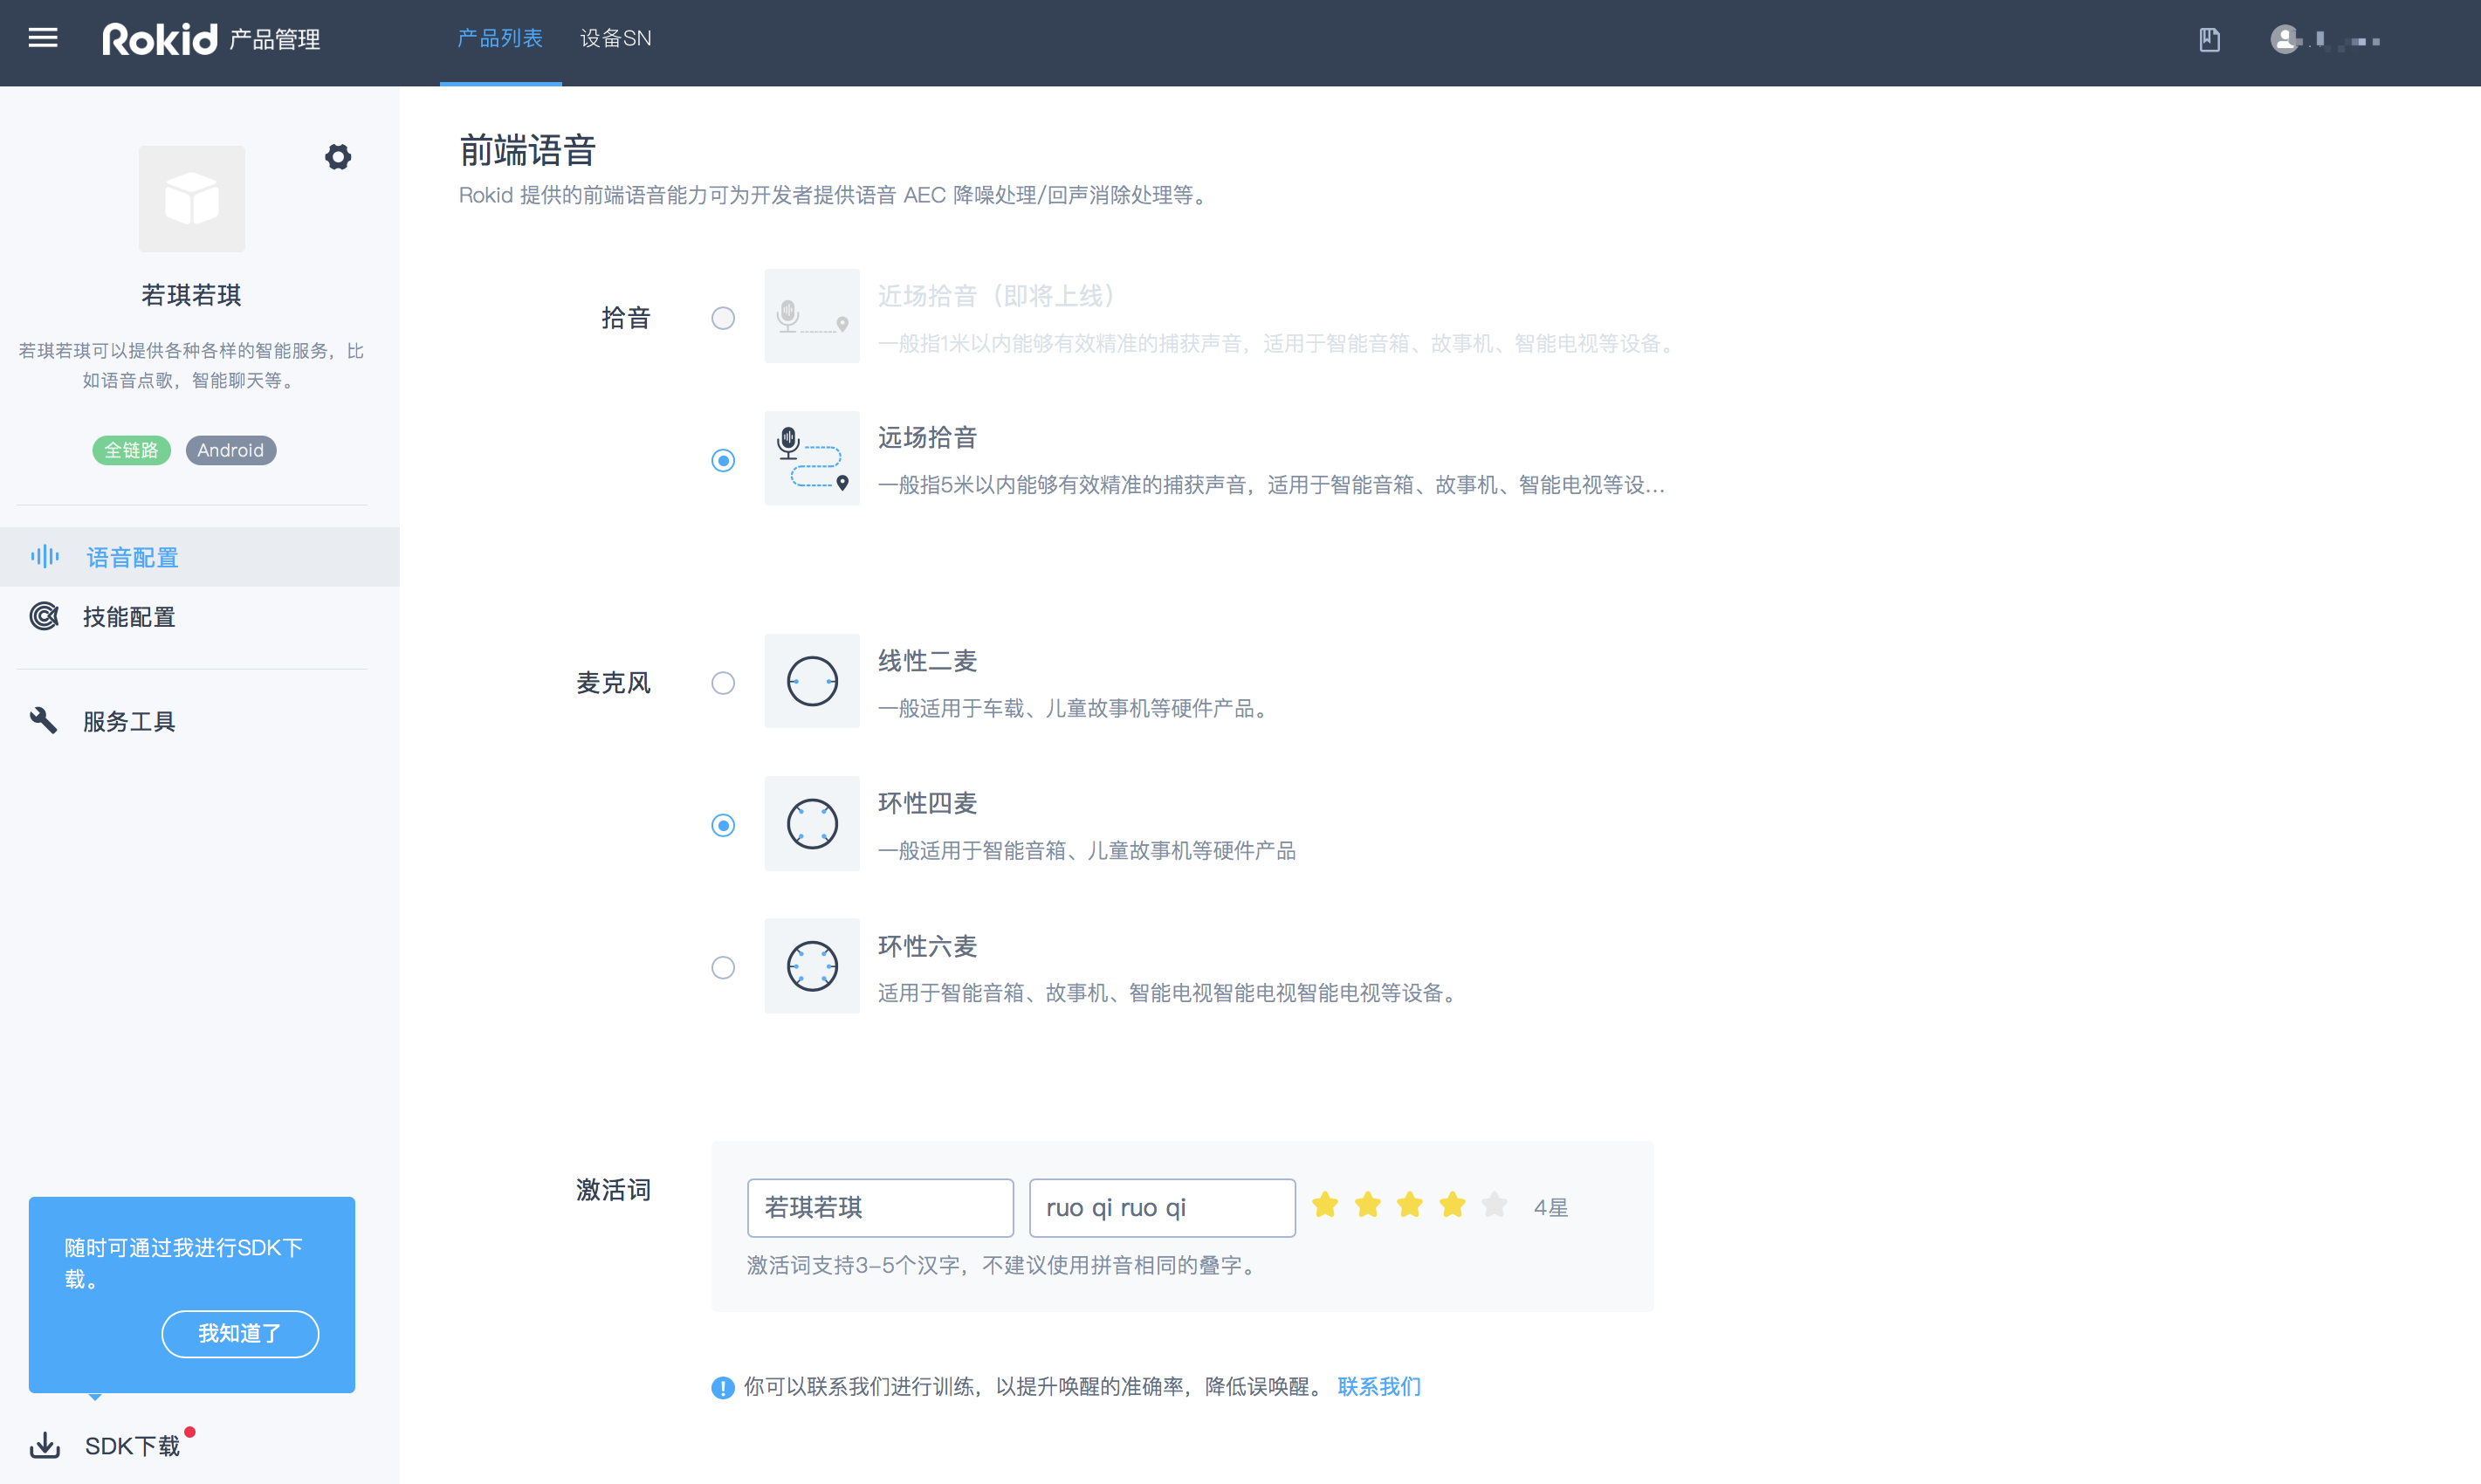 Rokid 产品管理
产品列表
设备SN
若琪若琪
若琪若琪可以提供各种各样的智能服务，比
如语音点歌，智能聊天等。
全链路
Android
语音配置
技能配置
服务工具
随时可通过我进行SDK下
载。
我知道了
SDK下载
前端语音
Rokid 提供的前端语音能力可为开发者提供语音 AEC 降噪处理/回声消除处理等。
拾音
近场拾音（即将上线）
一般指1米以内能够有效精准的捕获声音，适用于智能音箱、故事机、智能电视等设备。
远场拾音
一般指5米以内能够有效精准的捕获声音，适用于智能音箱、故事机、智能电视等设...
麦克风
线性二麦
一般适用于车载、儿童故事机等硬件产品。
环性四麦
一般适用于智能音箱、儿童故事机等硬件产品
环性六麦
适用于智能音箱、故事机、智能电视智能电视智能电视等设备。
激活词
若琪若琪
ruo qi ruo qi
4星
激活词支持3-5个汉字，不建议使用拼音相同的叠字。
你可以联系我们进行训练，以提升唤醒的准确率，降低误唤醒。 联系我们